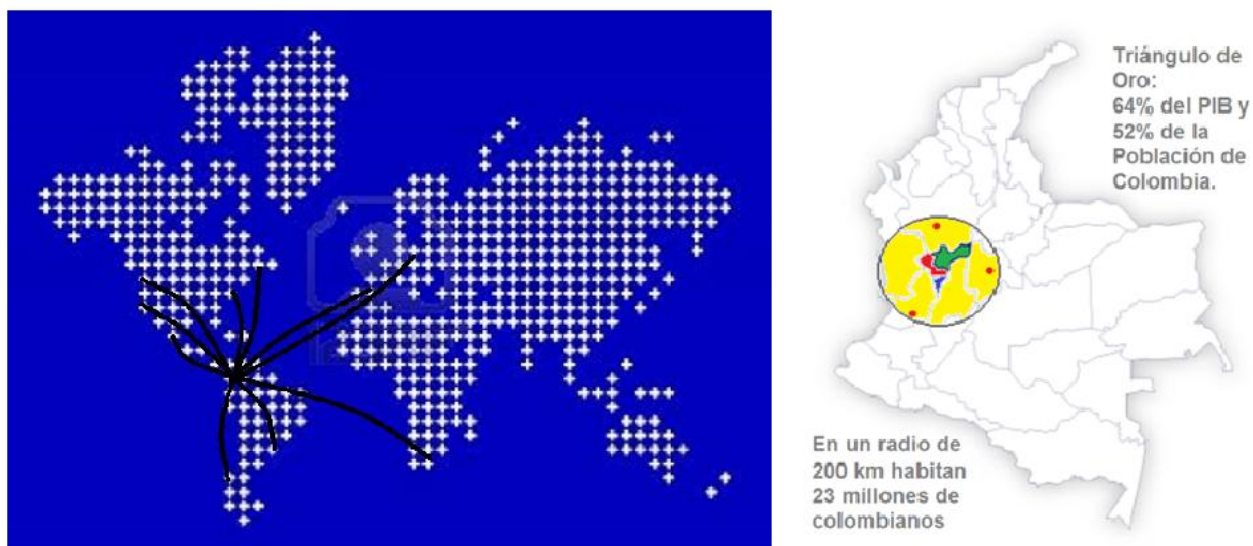 Triángulo de
Oro:
64% del PIB y
52% de la
Población de
Colombia.
En un radio de
200 km habitan
23 millones de
colombianos